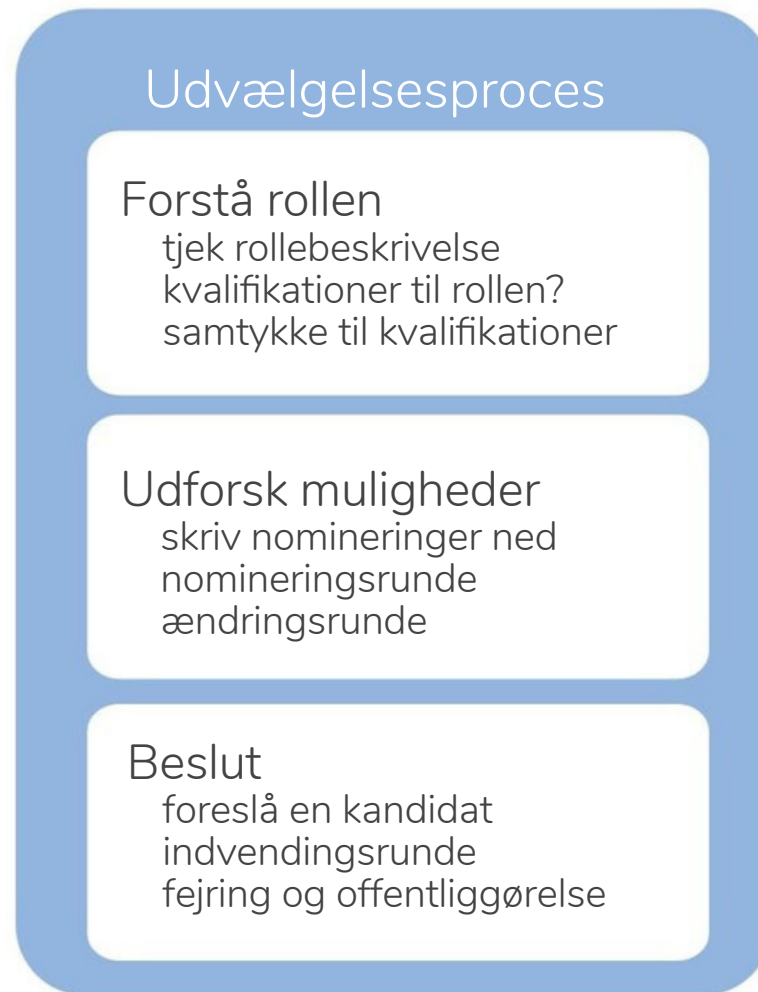 Udvælgelsesproces
Forstå rollen
tjek rollebeskrivelse
kvalifikationer til rollen?
samtykke til kvalifikationer
Udforsk muligheder
skriv nomineringer ned
nomineringsrunde
ændringsrunde
Beslut
foreslå en kandidat
indvendingsrunde
fejring og offentliggørelse